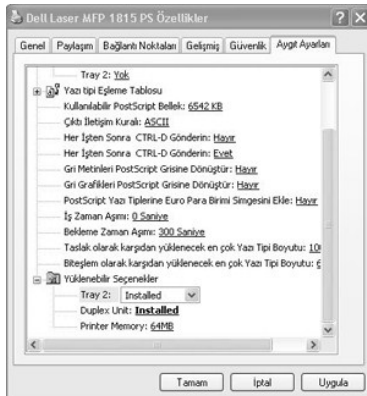 Dell Laser MFP 1815 PS Özellikler
Genel Paylaşım Bağlantı Noktaları Gelişmiş Güvenlik Aygıt Ayarları
Tray 2: Yok
Yazı tipi Eşleme Tablosu
Kullanılabilir PostScript Bellek: 6542 KB
Çıktı İletişim Kuralı: ASCII
Her İşten Sonra CTRL-D Gönderin: Hayır
Her İşten Sonra CTRL-D Gönderin: Evet
Gri Metinleri PostScript Grisine Dönüştür: Hayır
Gri Grafikleri PostScript Grisine Dönüştür: Hayır
PostScript Yazı Tiplerine Euro Para Birimi Simgesini Ekle: Hayır
İş Zaman Aşımı: 0 Saniye
Bekleme Zaman Aşımı: 300 Saniye
Taslak olarak karşıdan yüklenecek en çok Yazı Tipi Boyutu:
Biteşlem olarak karşıdan yüklenecek en çok Yazı Tipi Boyutu:
Yüklenebilir Seçenekler
Tray 2: Installed
Duplex Unit: Installed
Printer Memory: 64MB
Tamam İptal Uygula